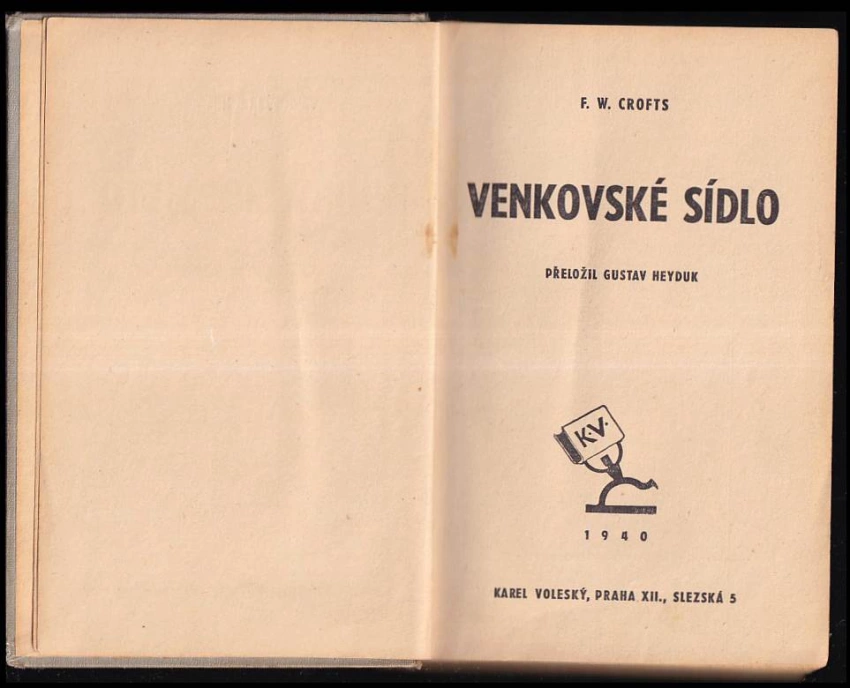 F. W. CROFTS
VENKOVSKÉ SÍDLO
PŘELOŽIL GUSTAV HEYDUK
K·V·
1940
KAREL VOLESKÝ, PRAHA XII., SLEZSKÁ 5